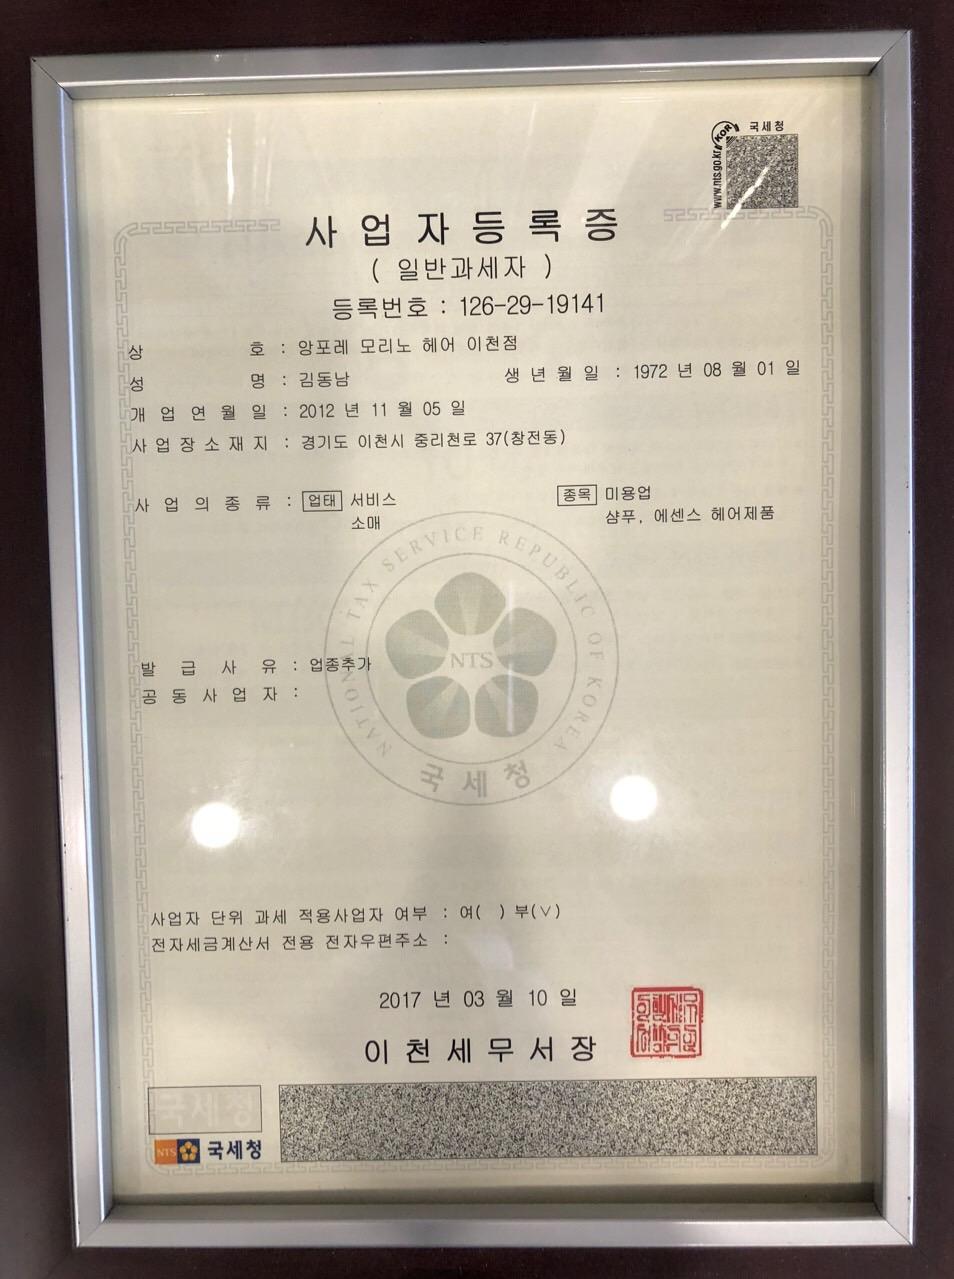 국세청
KOR
www.nts.go.kr
사업자등록증
( 일반과세자 )
등록번호 : 126-29-19141
상 호 : 앙포레 모리노 헤어 이천점
성 명 : 김동남 생년월일 : 1972 년 08 월 01 일
개업연월일 : 2012 년 11 월 05 일
사업장소재지 : 경기도 이천시 중리천로 37(창전동)
사업의종류 : 업태 서비스 종목 미용업
소매 샴푸, 에센스 헤어제품
NATIONAL TAX SERVICE REPUBLIC OF KOREA
NTS
국세청
발급사유 : 업종추가
공동사업자 :
사업자 단위 과세 적용사업자 여부 : 여( ) 부(∨)
전자세금계산서 전용 전자우편주소 :
2017 년 03 월 10 일
이천세무서장
국세청
NTS 국세청